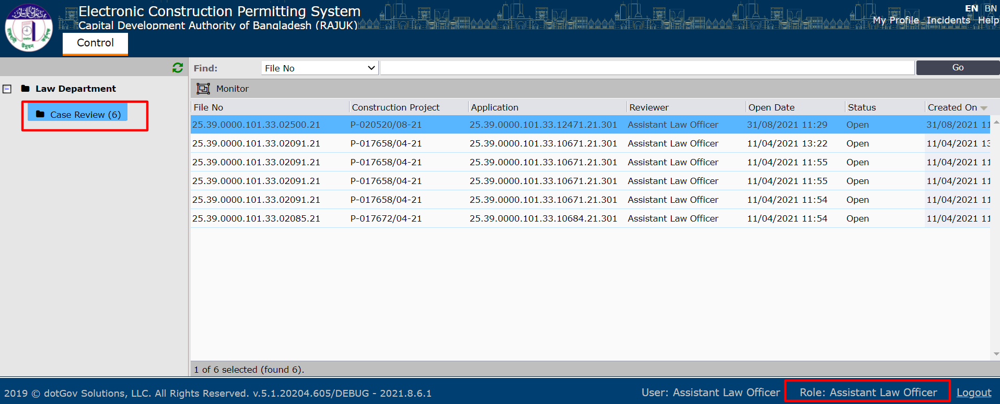 Electronic Construction Permitting System
Capital Development Authority of Bangladesh (RAJUK)
EN BN
My Profile Incidents Help
Control
Find: File No Go
Law Department
Case Review (6)
Monitor
File No Construction Project Application Reviewer Open Date Status Created On
25.39.0000.101.33.02500.21 P-020520/08-21 25.39.0000.101.33.12471.21.301 Assistant Law Officer 31/08/2021 11:29 Open 31/08/2021 11
25.39.0000.101.33.02091.21 P-017658/04-21 25.39.0000.101.33.10671.21.301 Assistant Law Officer 11/04/2021 13:22 Open 11/04/2021 13
25.39.0000.101.33.02091.21 P-017658/04-21 25.39.0000.101.33.10671.21.301 Assistant Law Officer 11/04/2021 11:55 Open 11/04/2021 11
25.39.0000.101.33.02091.21 P-017658/04-21 25.39.0000.101.33.10671.21.301 Assistant Law Officer 11/04/2021 11:55 Open 11/04/2021 11
25.39.0000.101.33.02091.21 P-017658/04-21 25.39.0000.101.33.10671.21.301 Assistant Law Officer 11/04/2021 11:54 Open 11/04/2021 11
25.39.0000.101.33.02085.21 P-017672/04-21 25.39.0000.101.33.10684.21.301 Assistant Law Officer 11/04/2021 11:54 Open 11/04/2021 11
1 of 6 selected (found 6).
2019 © dotGov Solutions, LLC. All Rights Reserved. v.5.1.20204.605/DEBUG - 2021.8.6.1
User: Assistant Law Officer Role: Assistant Law Officer Logout